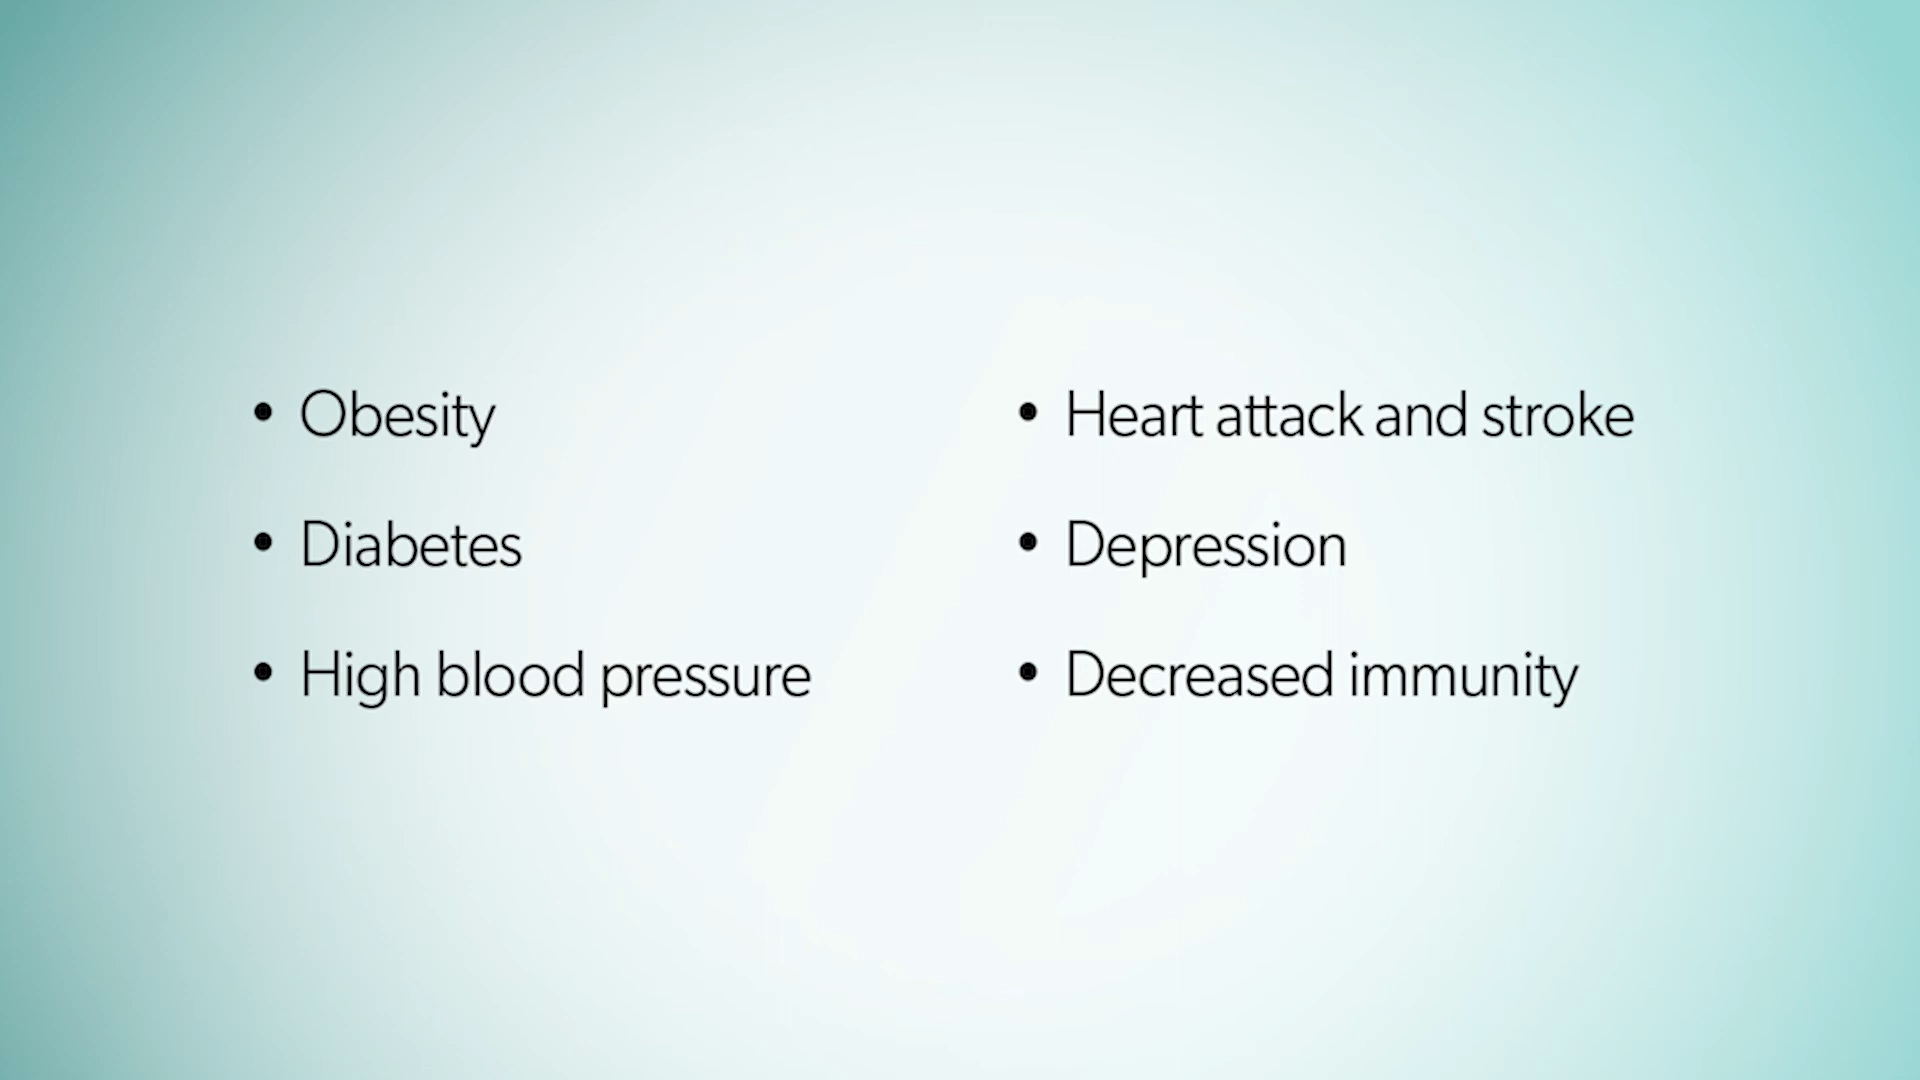 • Obesity
• Diabetes
• High blood pressure
• Heart attack and stroke
• Depression
• Decreased immunity